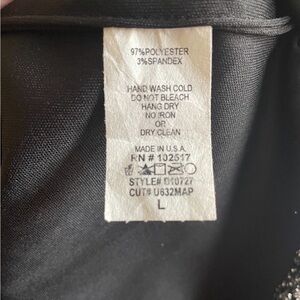 97%POLYESTER
3%SPANDEX
HAND WASH COLD
DO NOT BLEACH
HANG DRY
NO IRON
OR
DRY CLEAN
MADE IN U.S.A.
RN # 102517
STYLE# D10727
CUT# U632MAP
L